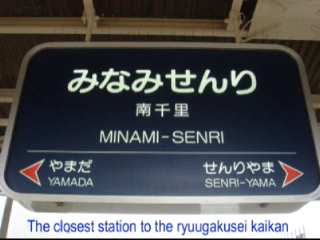 みなみせんり
南千里
MINAMI-SENRI
やまだ せんりやま
YAMADA SENRI-YAMA
The closest station to the ryuugakusei kaikan